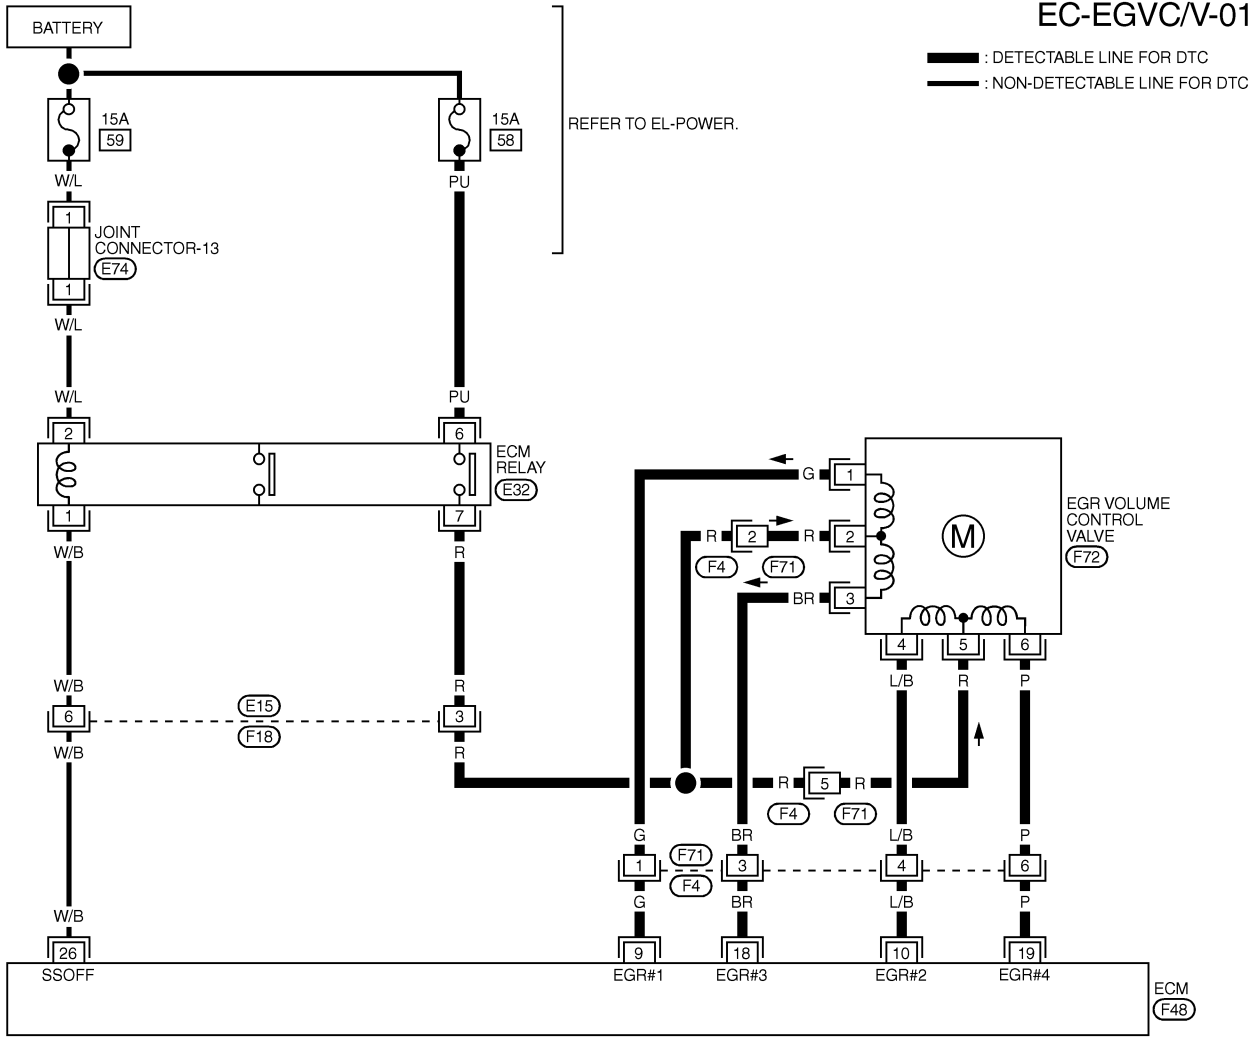 EC-EGVC/V-01
BATTERY
: DETECTABLE LINE FOR DTC
: NON-DETECTABLE LINE FOR DTC
15A
59
15A
58
REFER TO EL-POWER.
W/L
PU
1
JOINT
CONNECTOR-13
E74
1
W/L
W/L
PU
2
6
ECM
RELAY
E32
1
7
W/B
R
G
1
R
2
R
2
F4
F71
BR
3
M
EGR VOLUME
CONTROL
VALVE
F72
4
5
6
L/B
R
P
W/B
R
6
E15
F18
3
W/B
R
R
5
R
F4
F71
G
BR
L/B
P
1
F71
F4
3
4
6
G
BR
L/B
P
W/B
26
9
18
10
19
SSOFF
EGR#1
EGR#3
EGR#2
EGR#4
ECM
F48